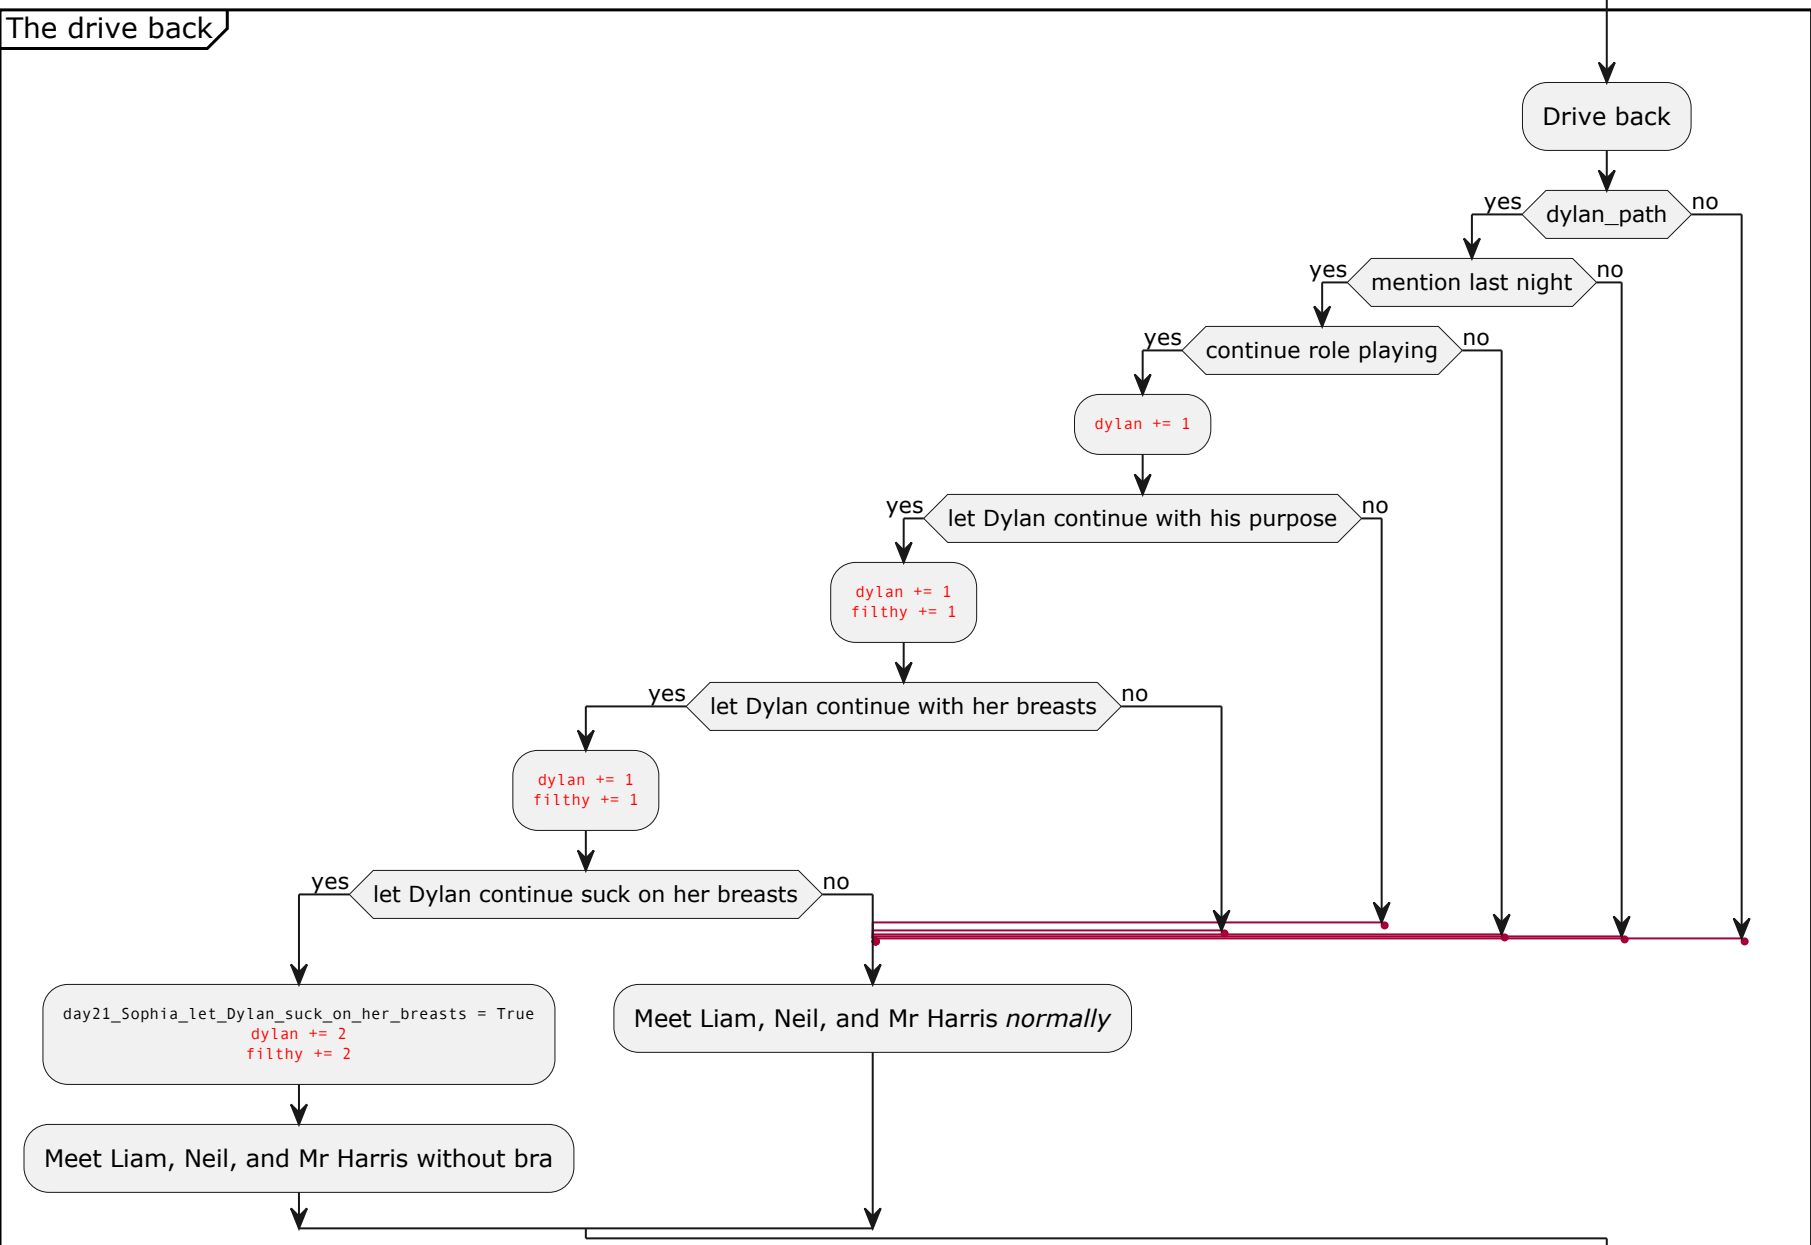 The drive back
Drive back
yes
dylan_path
no
yes
mention last night
no
yes
continue role playing
no
dylan += 1
yes
let Dylan continue with his purpose
no
dylan += 1
filthy += 1
yes
let Dylan continue with her breasts
no
dylan += 1
filthy += 1
yes
let Dylan continue suck on her breasts
no
day21_Sophia_let_Dylan_suck_on_her_breasts = True
dylan += 2
filthy += 2
Meet Liam, Neil, and Mr Harris normally
Meet Liam, Neil, and Mr Harris without bra